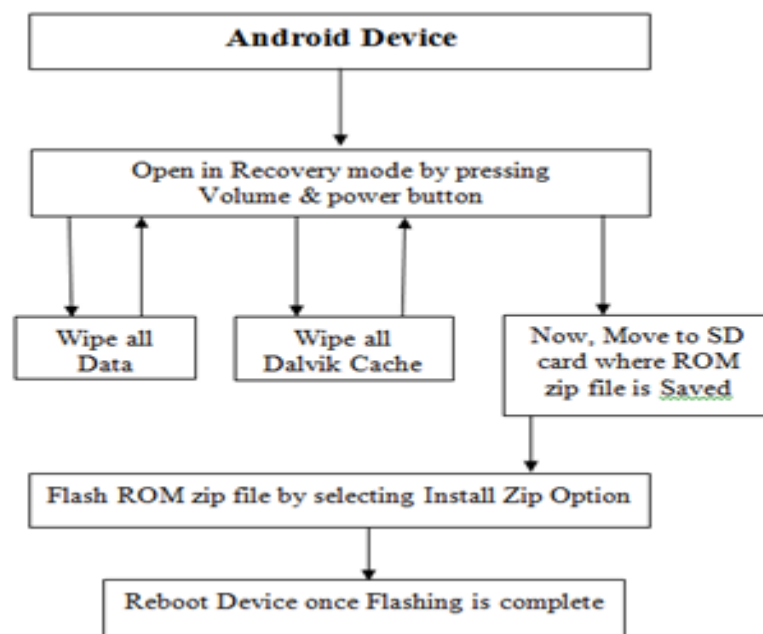 Android Device
Open in Recovery mode by pressing
Volume & power button
Wipe all
Data
Wipe all
Dalvik Cache
Now, Move to SD
card where ROM
zip file is Saved
Flash ROM zip file by selecting Install Zip Option
Reboot Device once Flashing is complete